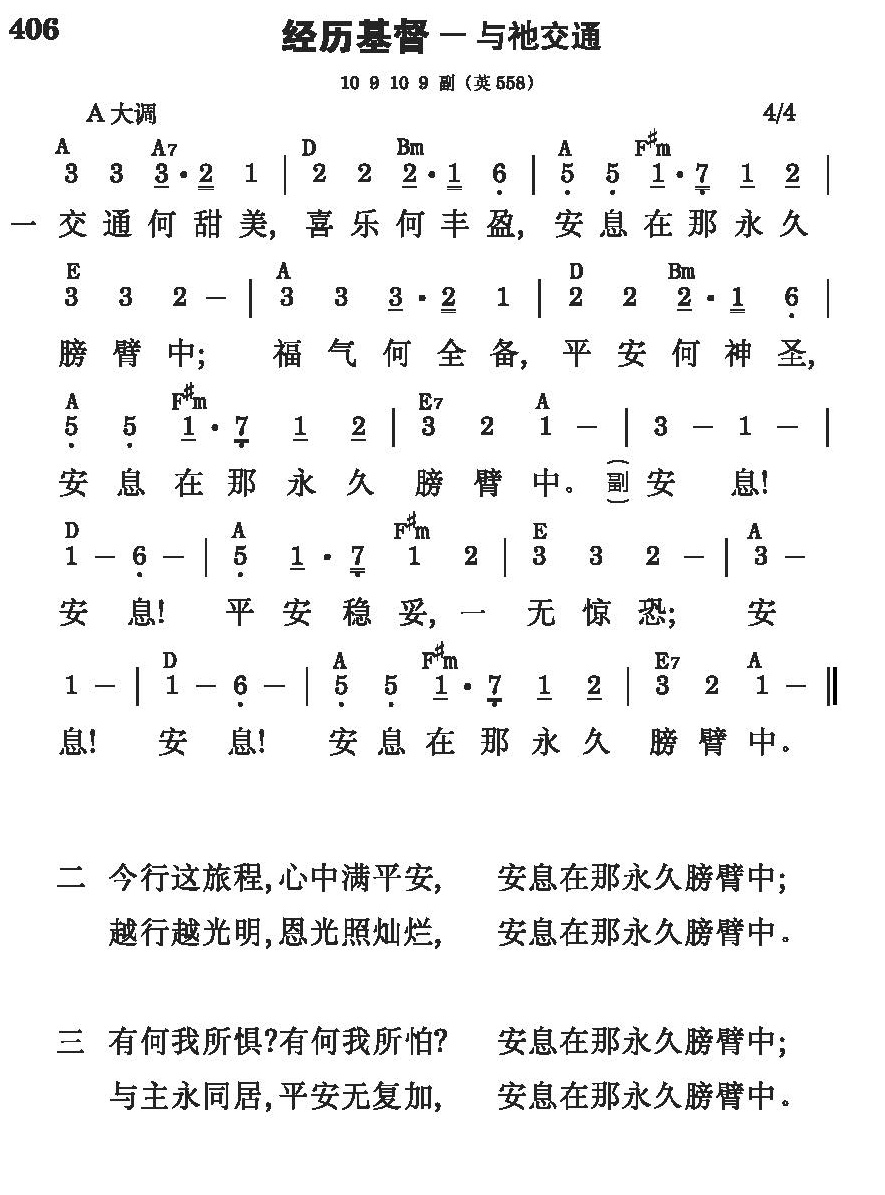 406
经历基督 — 与祂交通
10 9 10 9 副（英558）
A 大调 4/4
A A7 D Bm A F#m
3 3 3·2 1 | 2 2 2·1 6 | 5 5 1·7 1 2 |
一 交通何甜美, 喜乐何丰盈, 安息在那永久
E A D Bm
3 3 2 — | 3 3 3·2 1 | 2 2 2·1 6 |
膀臂中; 福气何全备, 平安何神圣,
A F#m E7 A
5 5 1·7 1 2 | 3 2 1 — | 3 — 1 — |
安息在那永久膀臂中。(副)安息!
D A F#m E A
1 — 6 — | 5 1·7 1 2 | 3 3 2 — | 3 —
安息! 平安稳妥, 一无惊恐; 安
D A F#m E7 A
1 — | 1 — 6 — | 5 5 1·7 1 2 | 3 2 1 — ‖
息! 安息! 安息在那永久膀臂中。
二 今行这旅程, 心中满平安, 安息在那永久膀臂中;
越行越光明, 恩光照灿烂, 安息在那永久膀臂中。
三 有何我所惧?有何我所怕? 安息在那永久膀臂中;
与主永同居, 平安无复加, 安息在那永久膀臂中。